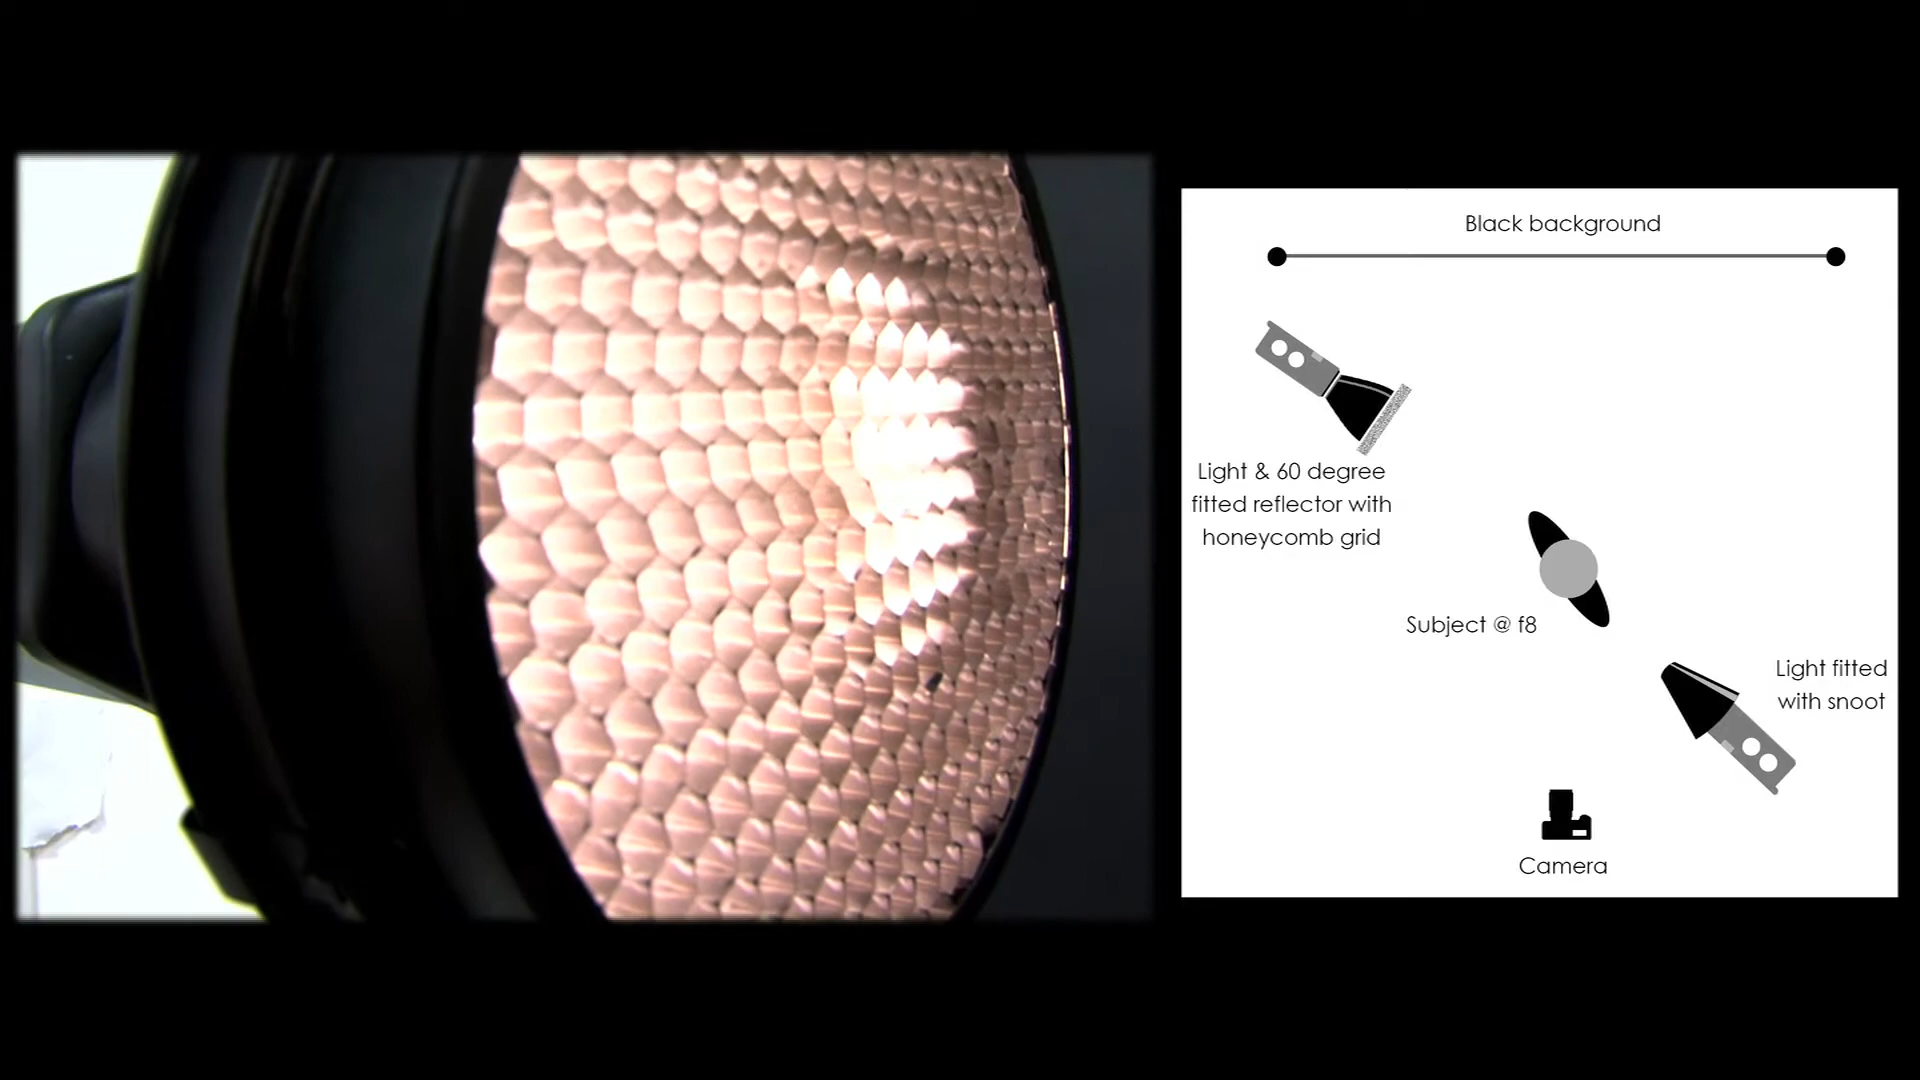 Black background
Light & 60 degree
fitted reflector with
honeycomb grid
Subject @ f8
Light fitted
with snoot
Camera